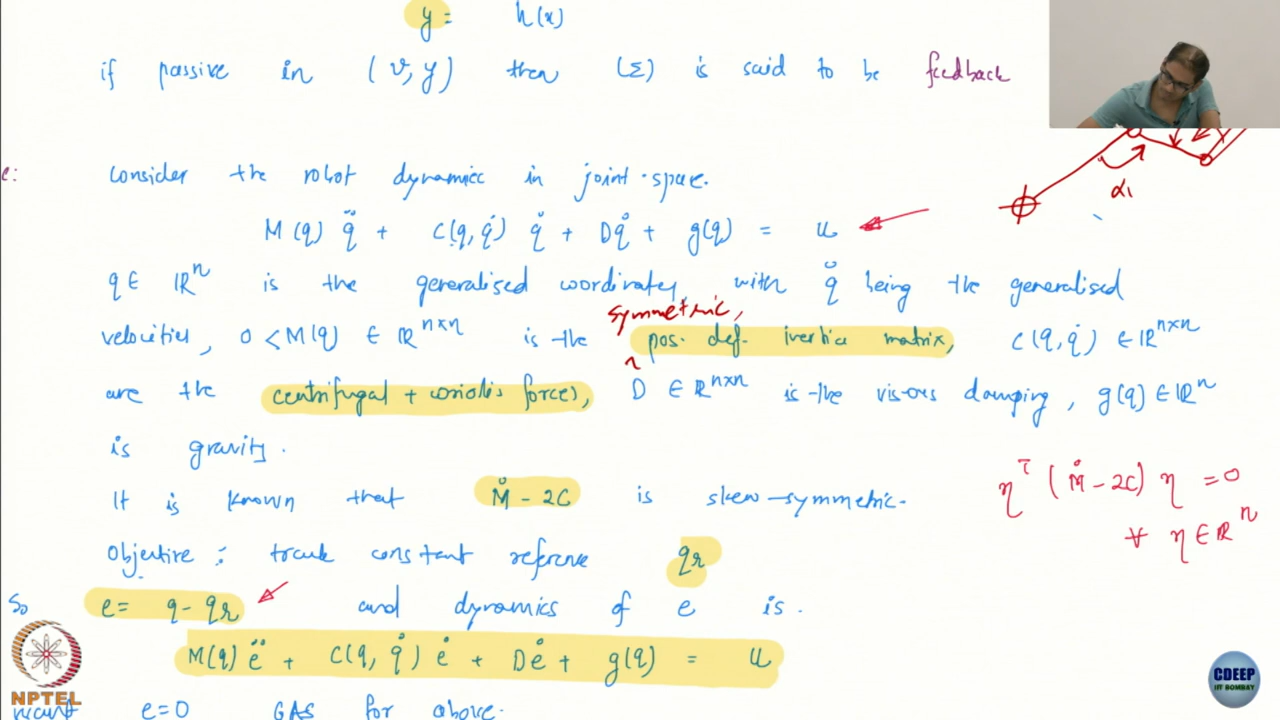 y = h(x)
if passive in (v, y) then (Σ) is said to be feedback
e:
Consider the robot dynamics in joint-space.
α₁
M(q) q̈ + C(q, q̇) q̇ + Dq̇ + g(q) = u
q ∈ ℝⁿ is the generalised coordinates, with q̇ being the generalised
symmetric,
velocities, 0 < M(q) ∈ ℝⁿˣⁿ is the pos. def. inertia matrix, C(q, q̇) ∈ ℝⁿˣⁿ
are the centrifugal + coriolis forces, D ∈ ℝⁿˣⁿ is the viscous damping, g(q) ∈ ℝⁿ
is gravity.
It is known that Ṁ - 2C is skew-symmetric.
ηᵀ (Ṁ - 2C) η = 0
∀ η ∈ ℝⁿ
Objective : track constant reference qr
So e = q - qr and dynamics of e is.
M(q) ë + C(q, q̇) ė + Dė + g(q) = u
want e=0 GAS for above.
NPTEL
CDEEP
IIT BOMBAY